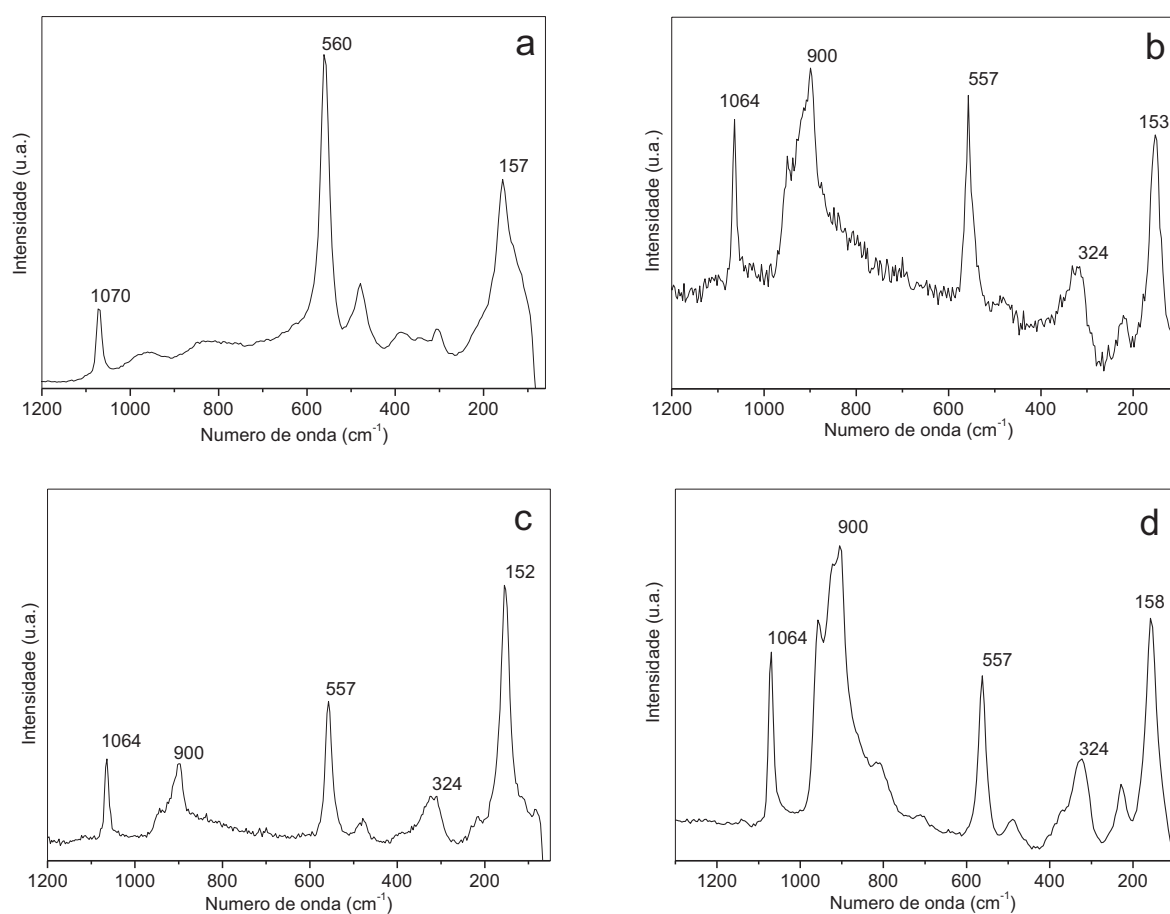 a
560
157
1070
Intensidade (u.a.)
1200 1000 800 600 400 200
Numero de onda (cm⁻¹)
b
900
1064
557
153
324
Intensidade (u.a.)
1200 1000 800 600 400 200
Numero de onda (cm⁻¹)
c
152
557
1064
900
324
Intensidade (u.a.)
1200 1000 800 600 400 200
Numero de onda (cm⁻¹)
d
900
158
1064
557
324
Intensidade (u.a.)
1200 1000 800 600 400 200
Numero de onda (cm⁻¹)